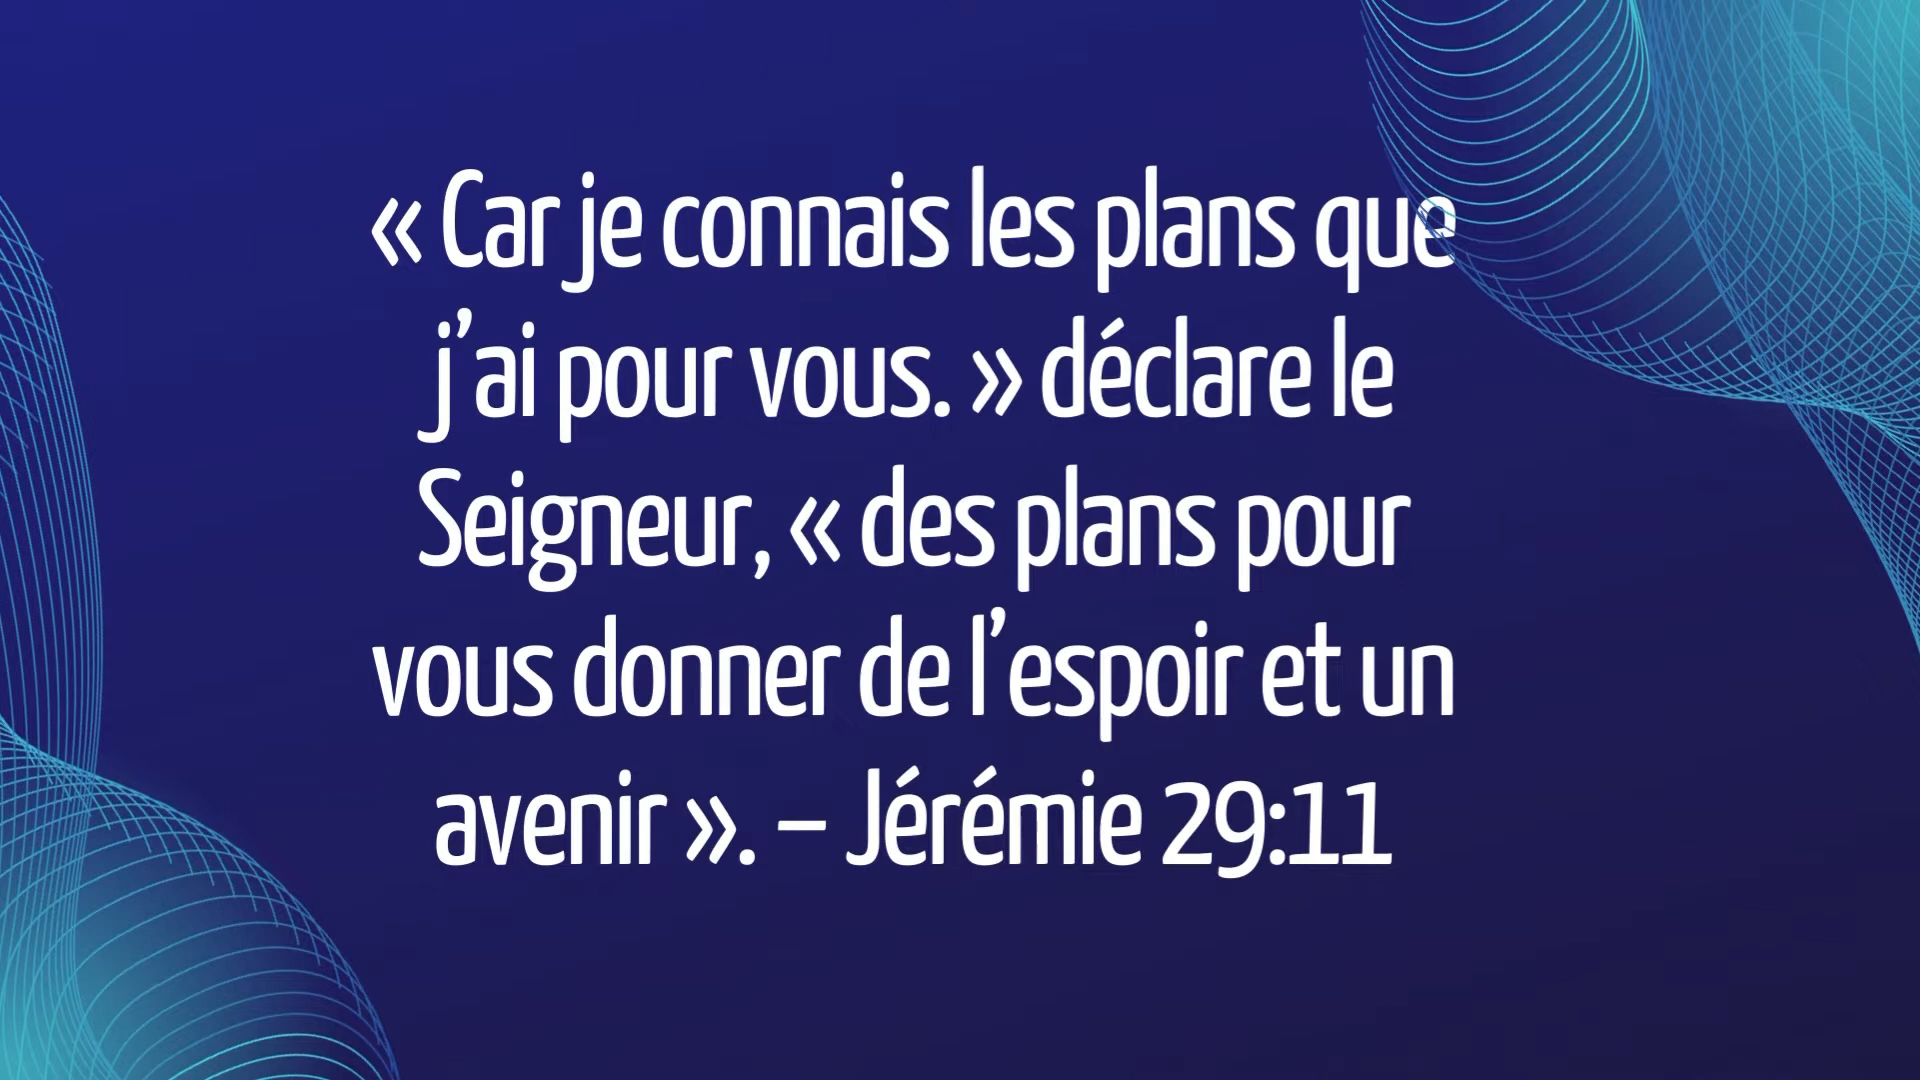 « Car je connais les plans que
j’ai pour vous. » déclare le
Seigneur, « des plans pour
vous donner de l’espoir et un
avenir ». – Jérémie 29:11